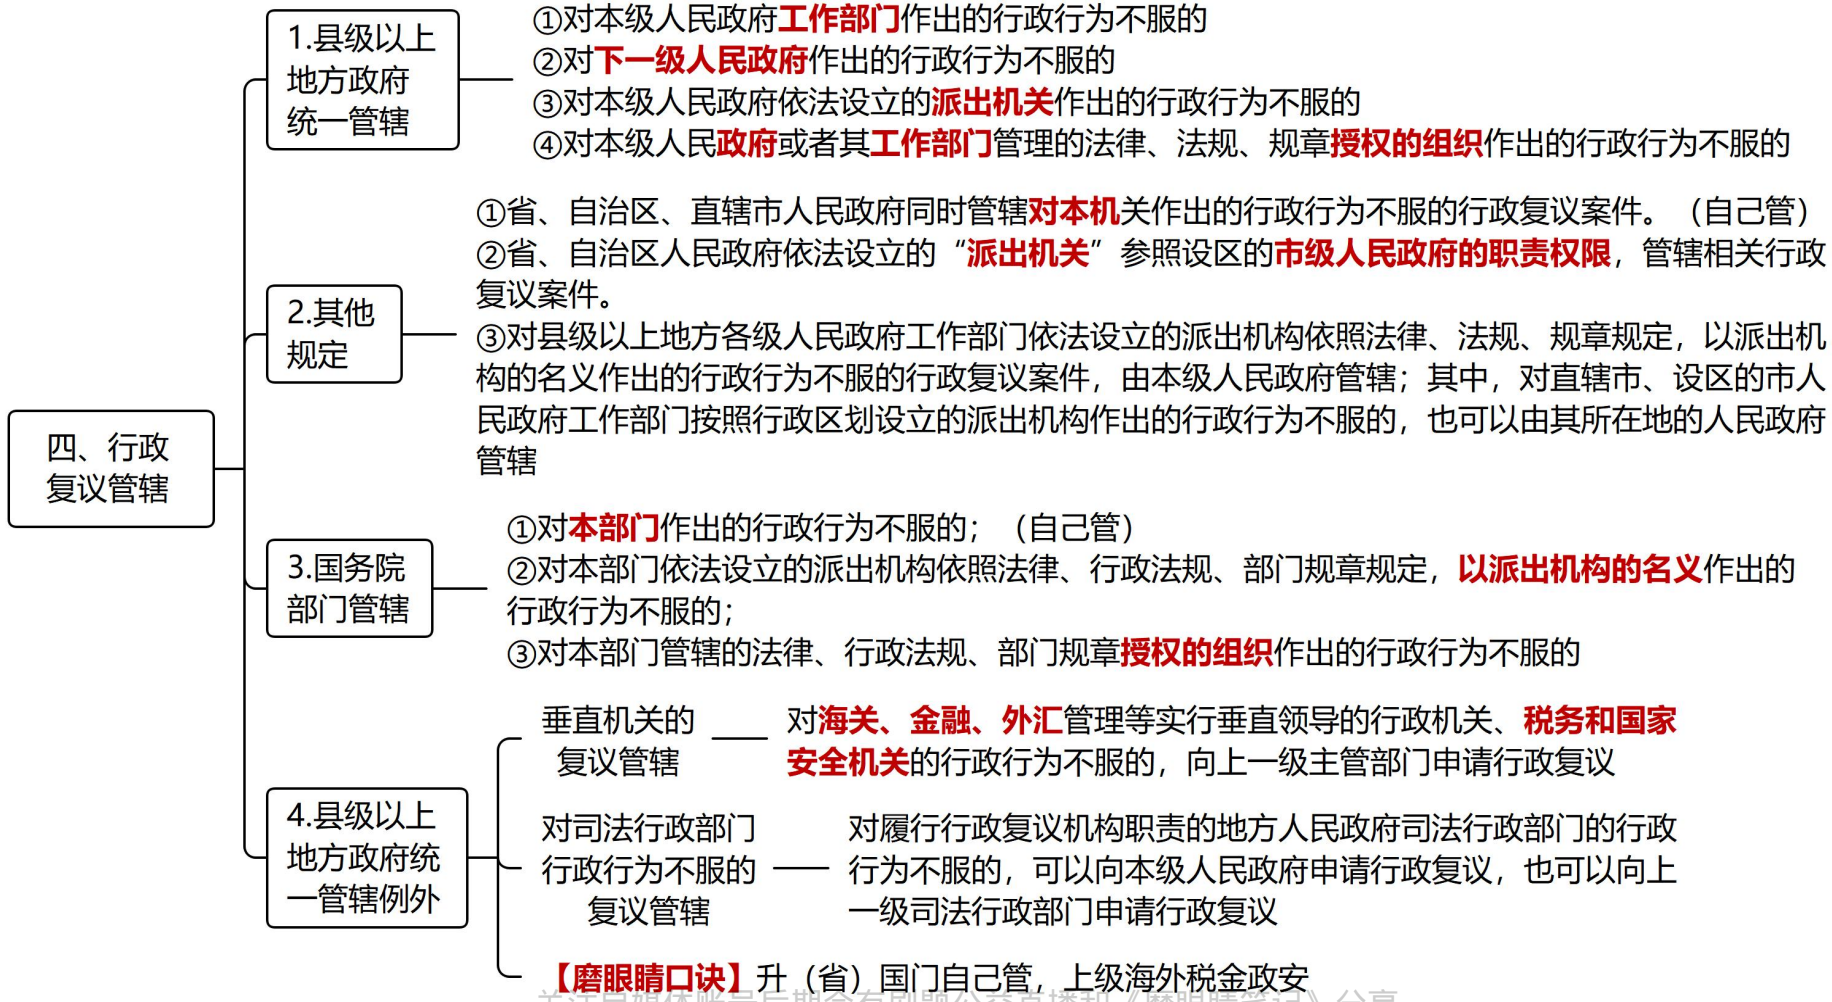 四、行政
复议管辖
1.县级以上
地方政府
统一管辖
①对本级人民政府工作部门作出的行政行为不服的
②对下一级人民政府作出的行政行为不服的
③对本级人民政府依法设立的派出机关作出的行政行为不服的
④对本级人民政府或者其工作部门管理的法律、法规、规章授权的组织作出的行政行为不服的
2.其他
规定
①省、自治区、直辖市人民政府同时管辖对本机关作出的行政行为不服的行政复议案件。（自己管）
②省、自治区人民政府依法设立的“派出机关”参照设区的市级人民政府的职责权限，管辖相关行政
复议案件。
③对县级以上地方各级人民政府工作部门依法设立的派出机构依照法律、法规、规章规定，以派出机
构的名义作出的行政行为不服的行政复议案件，由本级人民政府管辖；其中，对直辖市、设区的市人
民政府工作部门按照行政区划设立的派出机构作出的行政行为不服的，也可以由其所在地的人民政府
管辖
3.国务院
部门管辖
①对本部门作出的行政行为不服的；（自己管）
②对本部门依法设立的派出机构依照法律、行政法规、部门规章规定，以派出机构的名义作出的
行政行为不服的；
③对本部门管辖的法律、行政法规、部门规章授权的组织作出的行政行为不服的
4.县级以上
地方政府统
一管辖例外
垂直机关的
复议管辖
对海关、金融、外汇管理等实行垂直领导的行政机关、税务和国家
安全机关的行政行为不服的，向上一级主管部门申请行政复议
对司法行政部门
行政行为不服的
复议管辖
对履行行政复议机构职责的地方人民政府司法行政部门的行政
行为不服的，可以向本级人民政府申请行政复议，也可以向上
一级司法行政部门申请行政复议
【磨眼睛口诀】升（省）国门自己管，上级海外税金政安